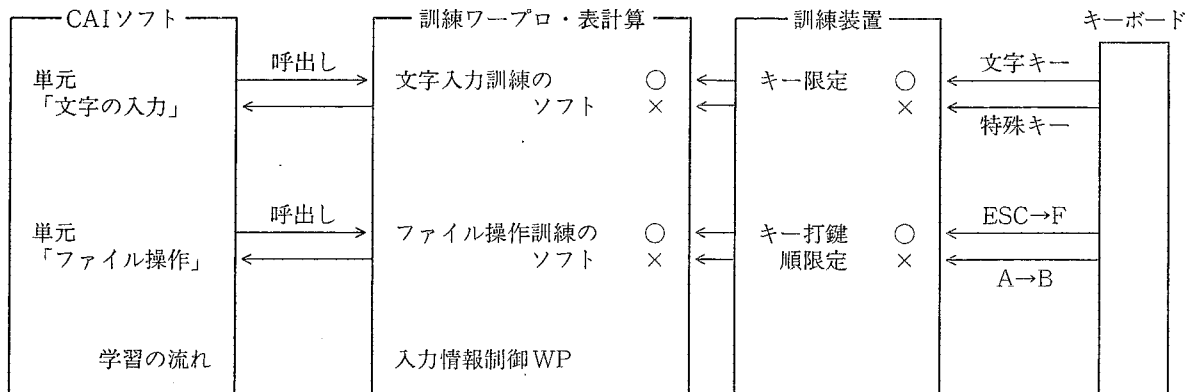 CAIソフト
訓練ワープロ・表計算
訓練装置
キーボード
呼出し
文字キー
単元
文字入力訓練の ○
キー限定 ○
「文字の入力」
ソフト ×
×
特殊キー
呼出し
ESC→F
単元
ファイル操作訓練の ○
キー打鍵 ○
「ファイル操作」
ソフト ×
順限定 ×
A→B
学習の流れ
入力情報制御WP